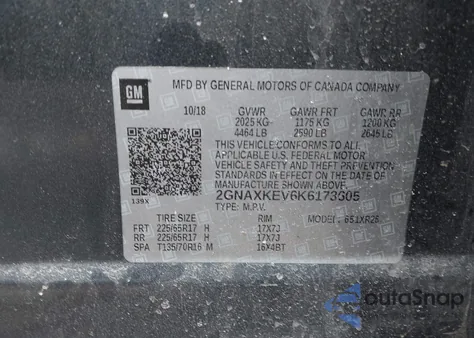 GM
MFD BY GENERAL MOTORS OF CANADA COMPANY
10/18 GVWR GAWR FRT GAWR RR
2025 KG 1175 KG 1200 KG
4464 LB 2590 LB 2645 LB
THIS VEHICLE CONFORMS TO ALL
APPLICABLE U.S. FEDERAL MOTOR
VEHICLE SAFETY AND THEFT PREVENTION
STANDARDS IN EFFECT ON THE DATE OF
MANUFACTURE SHOWN ABOVE.
139X
2GNAXKEV6K6173605
TYPE: M.P.V.
TIRE SIZE RIM MODEL:
FRT 225/65R17 H 17X7J
RR 225/65R17 H 17X7J
SPA T135/70R16 M 16X4BT
autoSnap